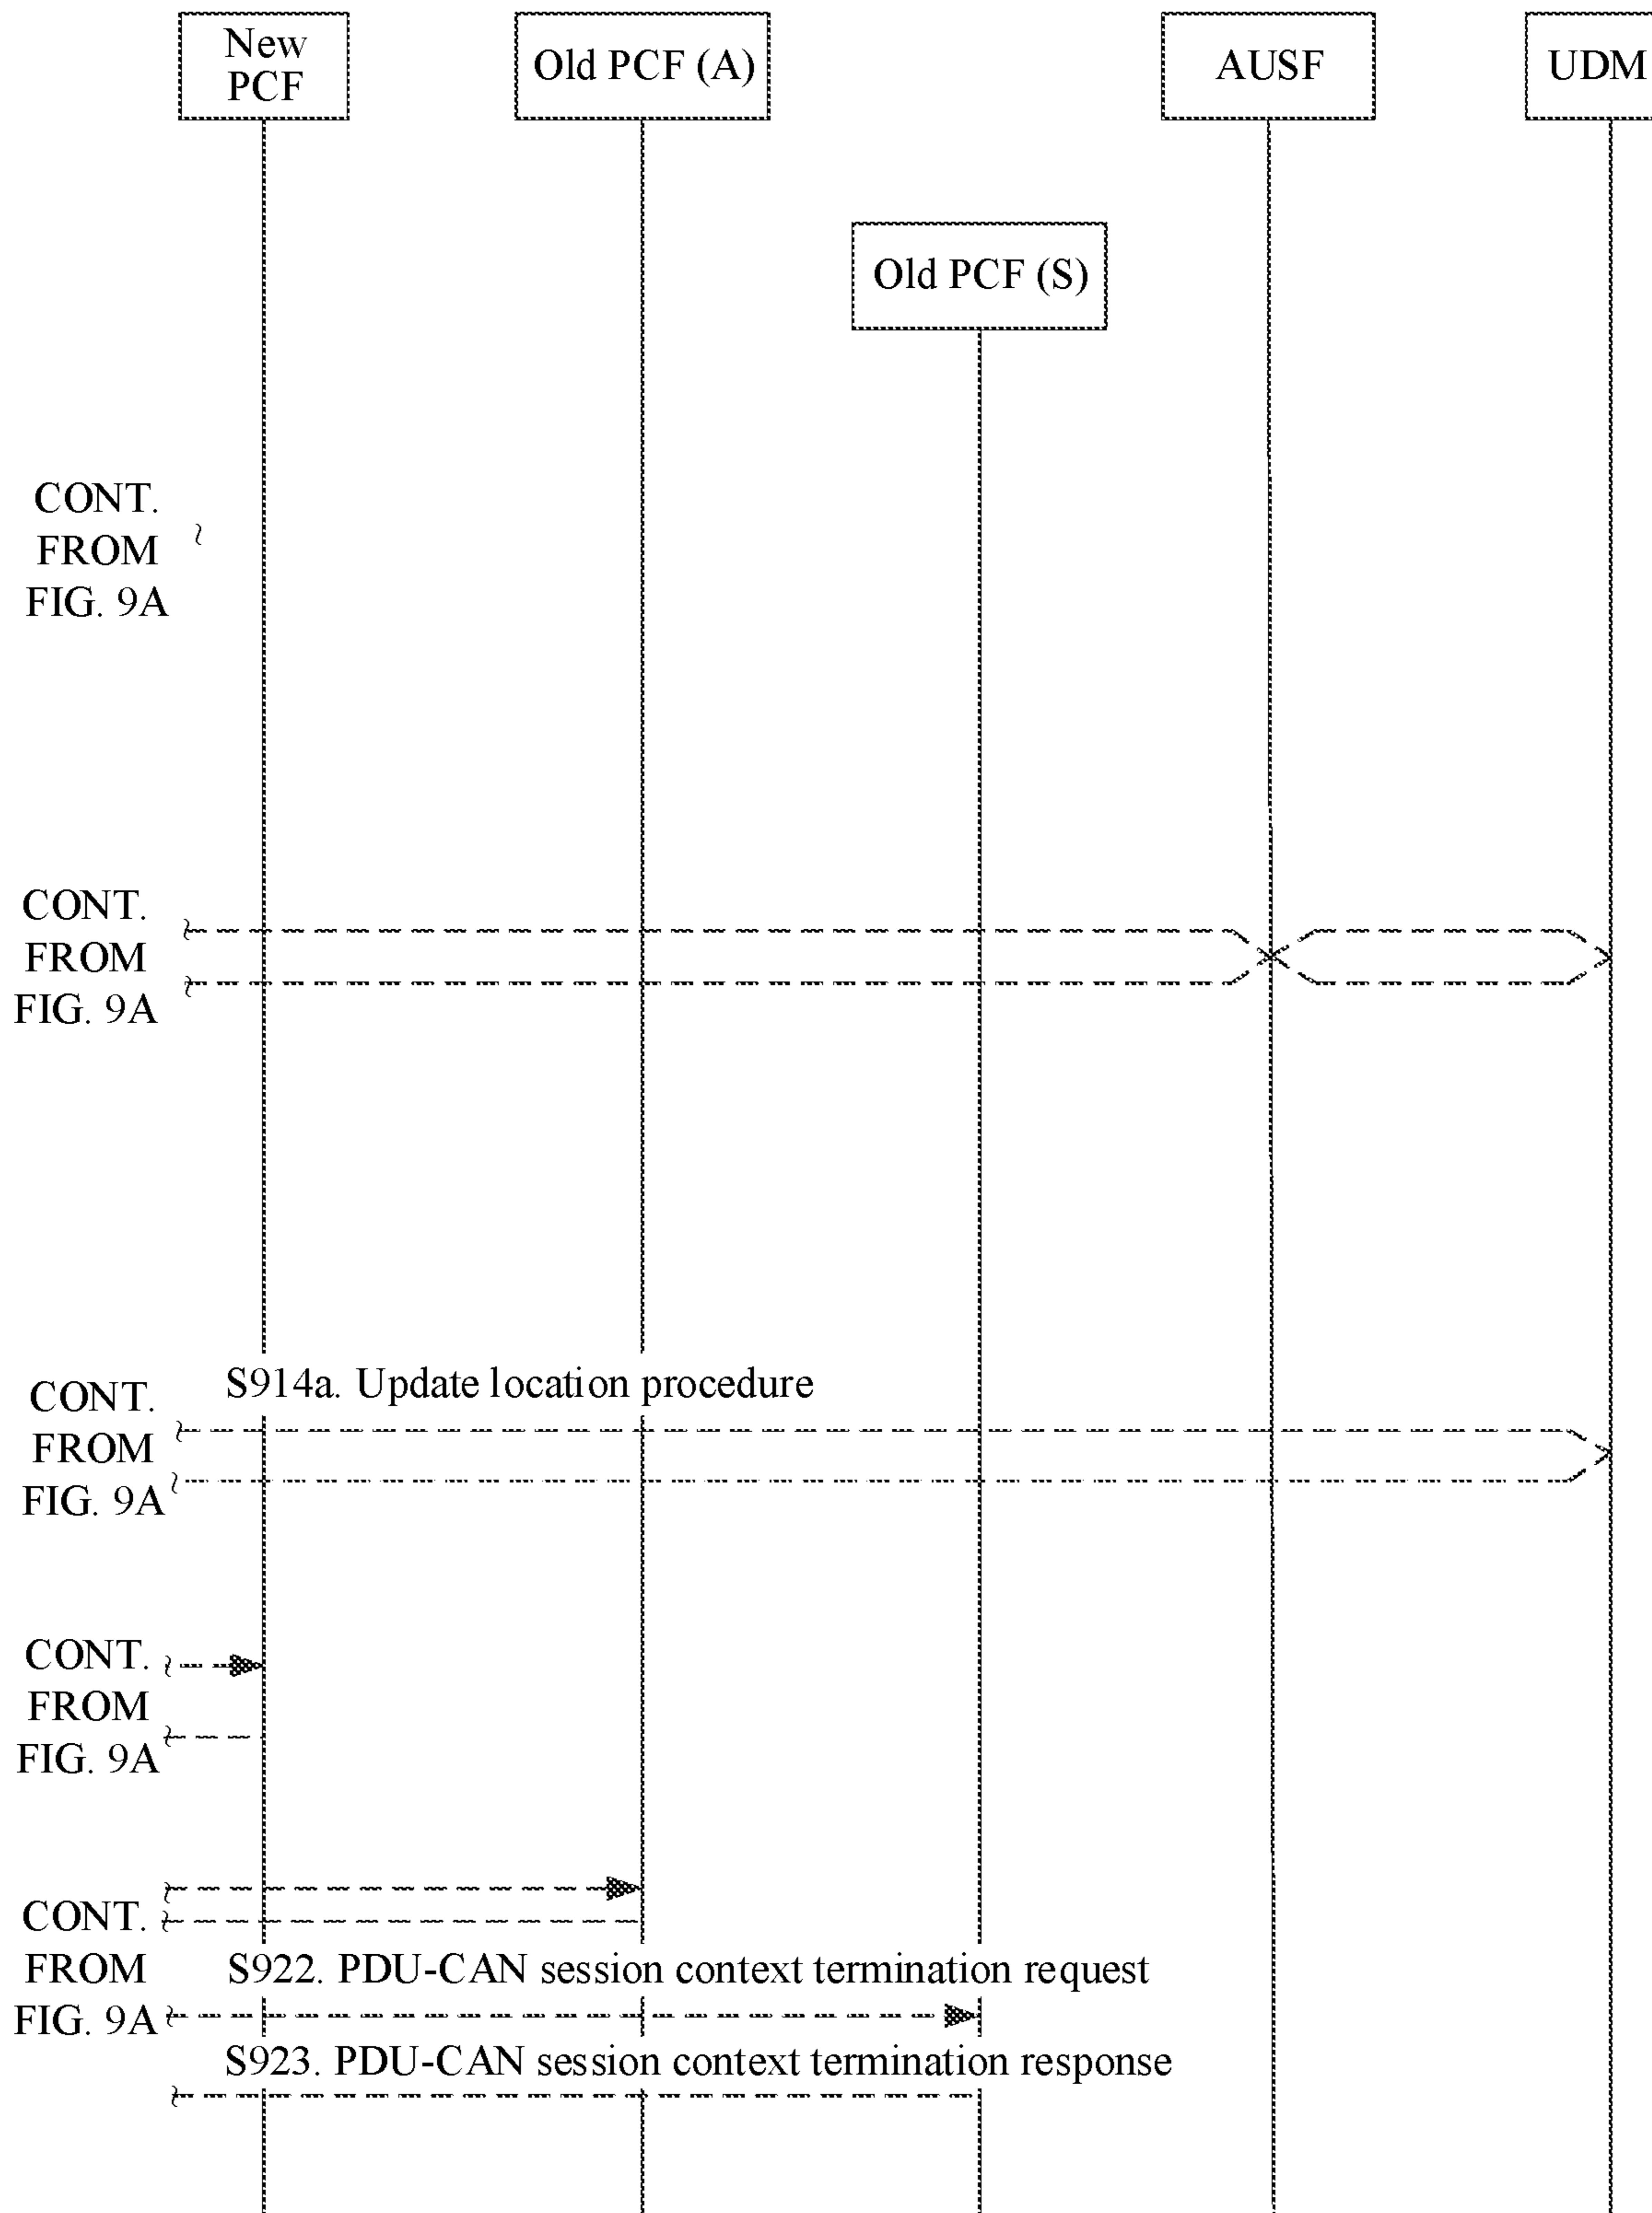 New
PCF
Old PCF (A)
AUSF
UDM
Old PCF (S)
CONT.
FROM
FIG. 9A
CONT.
FROM
FIG. 9A
S914a. Update location procedure
CONT.
FROM
FIG. 9A
CONT.
FROM
FIG. 9A
CONT.
FROM
FIG. 9A
S922. PDU-CAN session context termination request
S923. PDU-CAN session context termination response